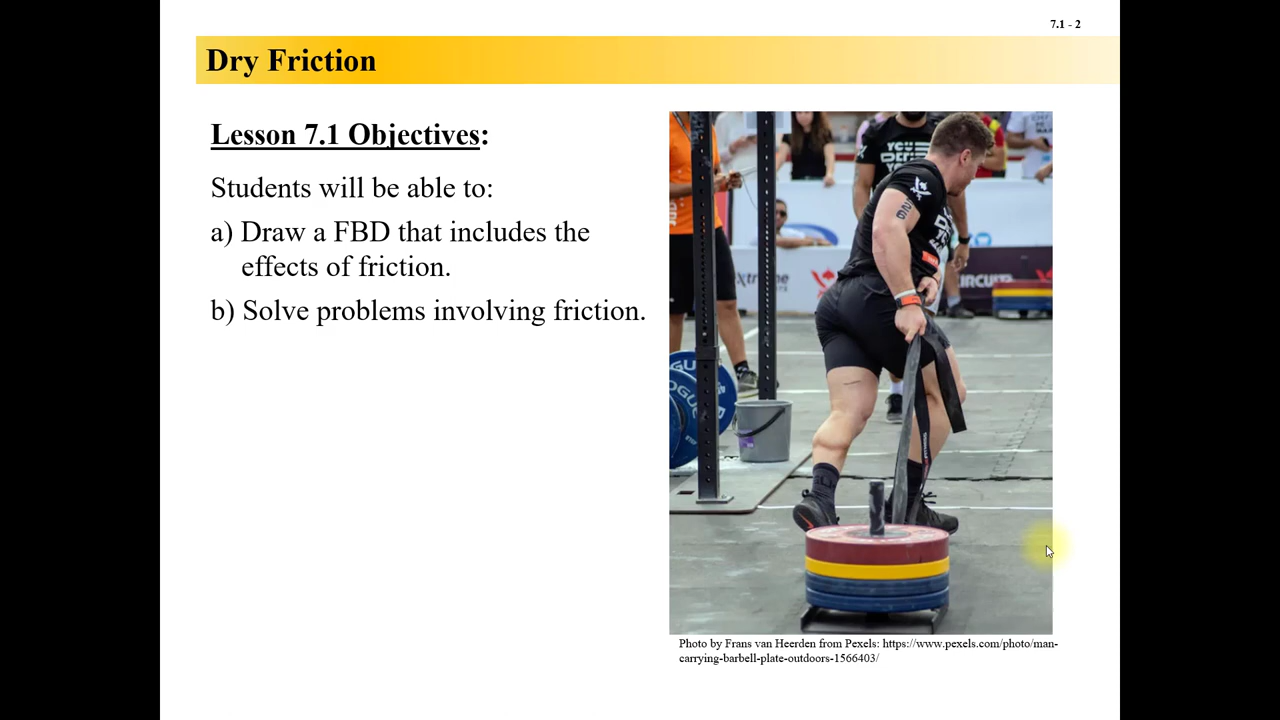 7.1 - 2
Dry Friction
Lesson 7.1 Objectives:
Students will be able to:
a) Draw a FBD that includes the
effects of friction.
b) Solve problems involving friction.
YOU
Photo by Frans van Heerden from Pexels: https://www.pexels.com/photo/man-
carrying-barbell-plate-outdoors-1566403/